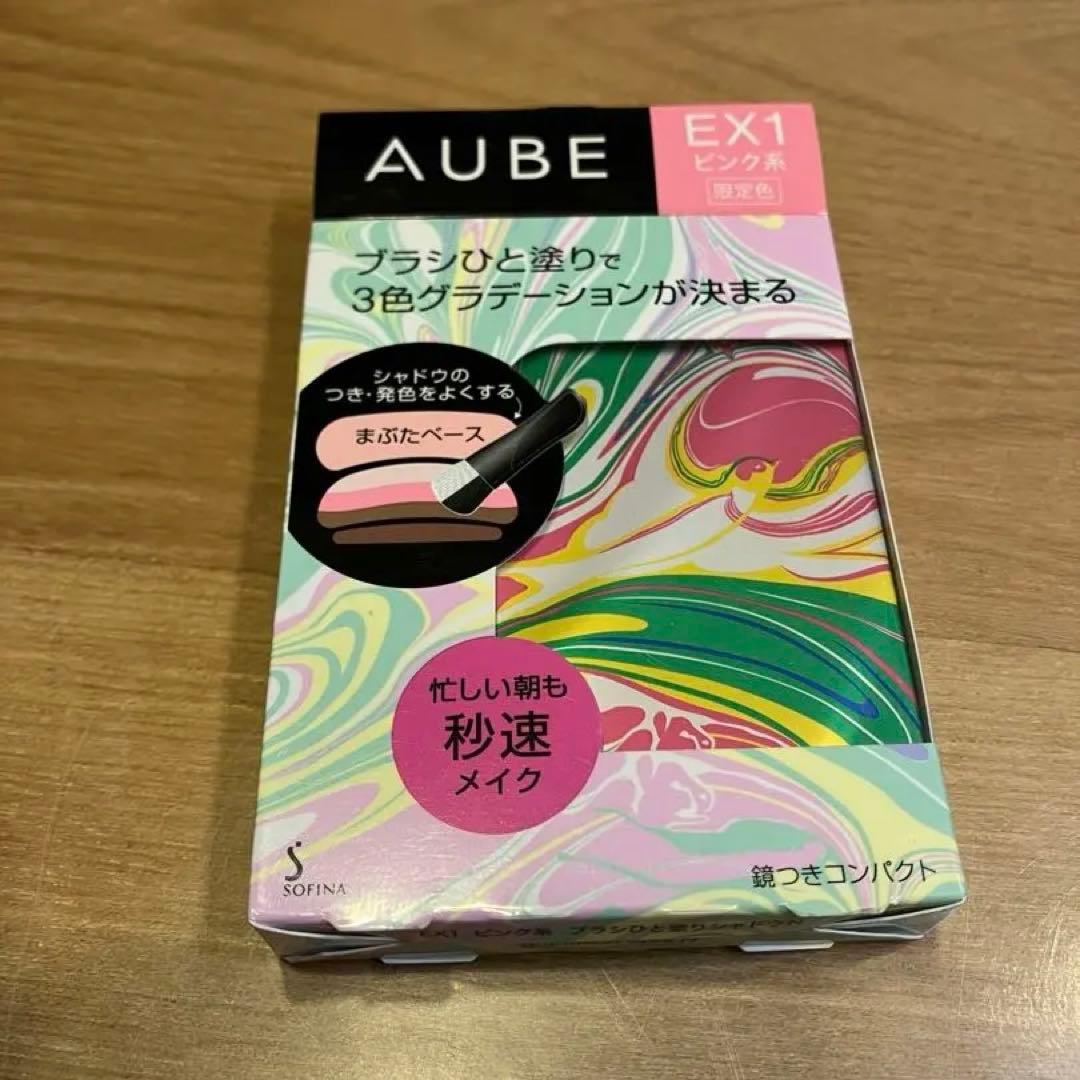 AUBE
EX1
ピンク系
限定色
ブラシひと塗りで
3色グラデーションが決まる
シャドウの
つき・発色をよくする
まぶたベース
忙しい朝も
秒速
メイク
SOFINA
鏡つきコンパクト
EX1 ピンク系 ブラシひと塗りシャドウ